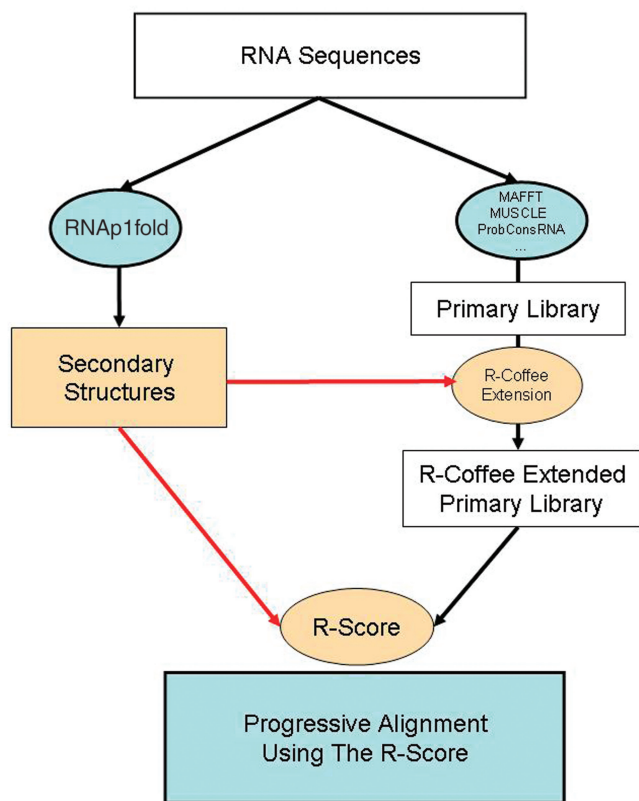 RNA Sequences
RNAp1fold
MAFFT
MUSCLE
ProbConsRNA
...
Primary Library
Secondary
Structures
R-Coffee
Extension
R-Coffee Extended
Primary Library
R-Score
Progressive Alignment
Using The R-Score